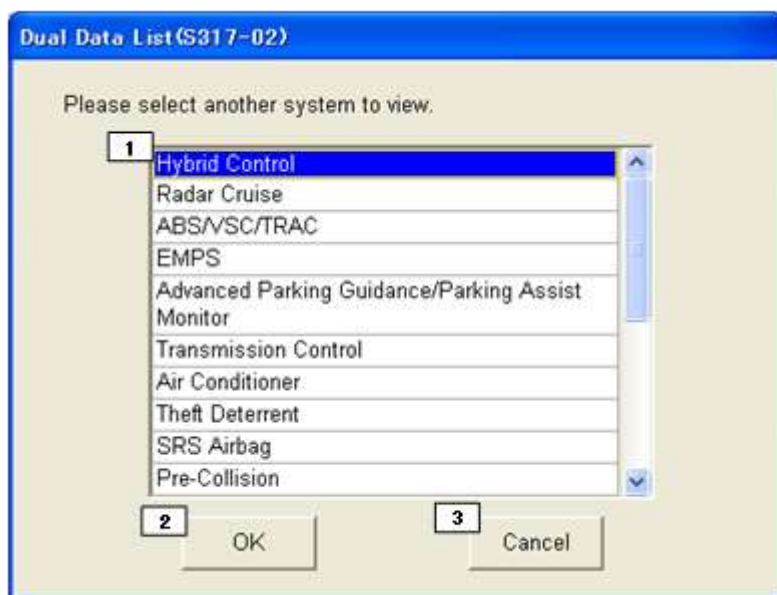 Dual Data List(S317-02)
Please select another system to view.
1
Hybrid Control
Radar Cruise
ABS/VSC/TRAC
EMPS
Advanced Parking Guidance/Parking Assist
Monitor
Transmission Control
Air Conditioner
Theft Deterrent
SRS Airbag
Pre-Collision
2
OK
3
Cancel